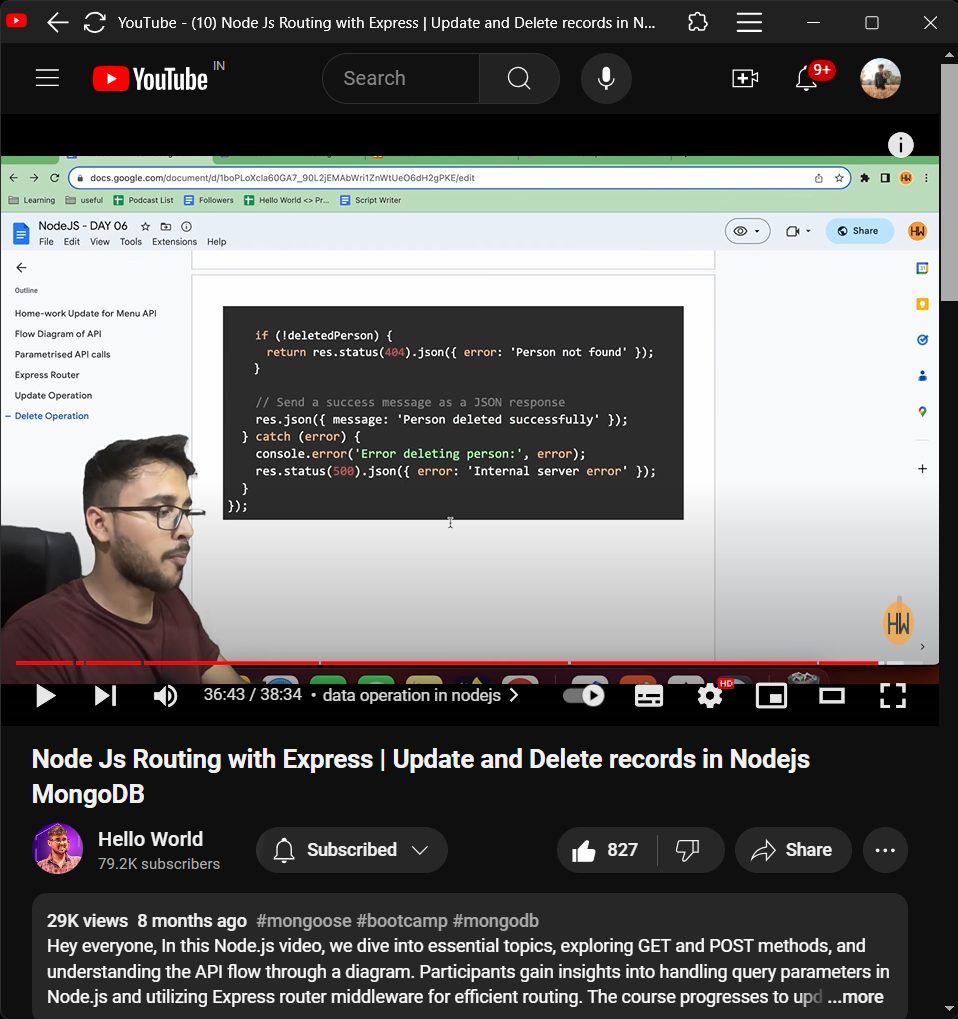 YouTube - (10) Node Js Routing with Express | Update and Delete records in N...
YouTube IN
Search
9+
docs.google.com/document/d/1boPLoXcla60GA7_90L2jEMAbWri1ZnWtUeO6dH2gPKE/edit
HW
Learning useful Podcast List Followers Hello World <> Pr... Script Writer
NodeJS - DAY 06
File Edit View Tools Extensions Help
Share
HW
Outline
Home-work Update for Menu API
Flow Diagram of API
Parametrised API calls
Express Router
Update Operation
Delete Operation
if (!deletedPerson) {
return res.status(404).json({ error: 'Person not found' });
}
// Send a success message as a JSON response
res.json({ message: 'Person deleted successfully' });
} catch (error) {
console.error('Error deleting person:', error);
res.status(500).json({ error: 'Internal server error' });
}
});
HW
36:43 / 38:34 • data operation in nodejs
HD
Node Js Routing with Express | Update and Delete records in Nodejs
MongoDB
Hello World
79.2K subscribers
Subscribed
827
Share
29K views 8 months ago #mongoose #bootcamp #mongodb
Hey everyone, In this Node.js video, we dive into essential topics, exploring GET and POST methods, and
understanding the API flow through a diagram. Participants gain insights into handling query parameters in
Node.js and utilizing Express router middleware for efficient routing. The course progresses to upd ...more